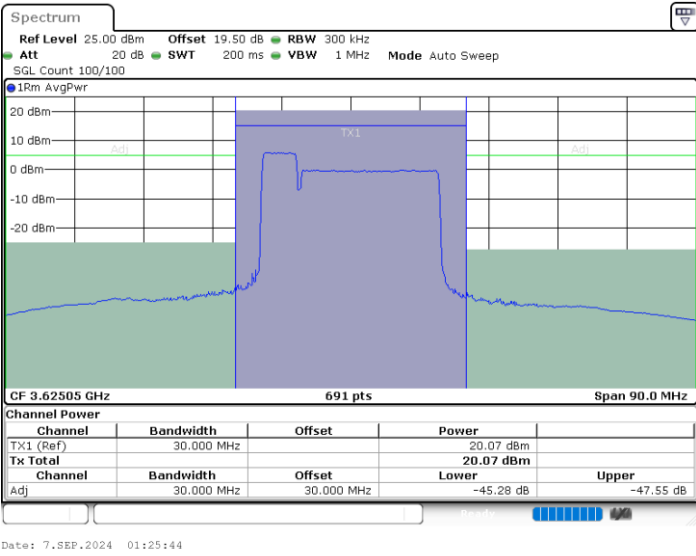 Spectrum
Ref Level 25.00 dBm Offset 19.50 dB RBW 300 kHz
Att 20 dB SWT 200 ms VBW 1 MHz Mode Auto Sweep
SGL Count 100/100
1Rm AvgPwr
20 dBm
TX1
10 dBm
Adj Adj
0 dBm
-10 dBm
-20 dBm
CF 3.62505 GHz 691 pts Span 90.0 MHz
Channel Power
Channel Bandwidth Offset Power
TX1 (Ref) 30.000 MHz 20.07 dBm
Tx Total 20.07 dBm
Channel Bandwidth Offset Lower Upper
Adj 30.000 MHz 30.000 MHz -45.28 dB -47.55 dB
Ready
Date: 7.SEP.2024 01:25:44